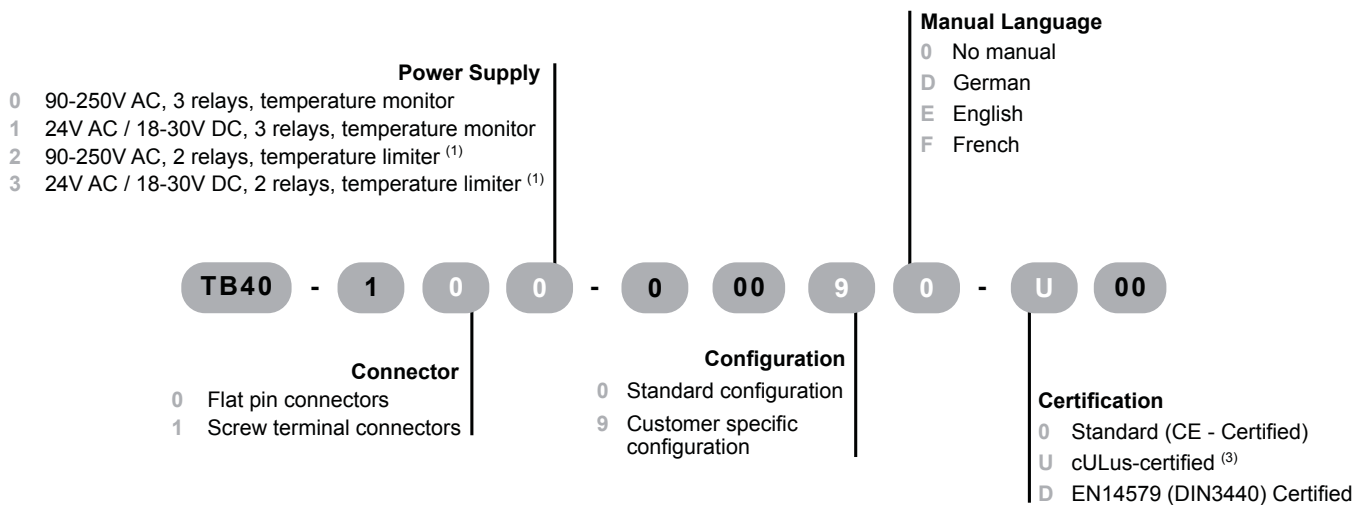 Manual Language
0 No manual
D German
E English
F French
Power Supply
0 90-250V AC, 3 relays, temperature monitor
1 24V AC / 18-30V DC, 3 relays, temperature monitor
2 90-250V AC, 2 relays, temperature limiter (1)
3 24V AC / 18-30V DC, 2 relays, temperature limiter (1)
TB40 - 1 0 0 - 0 00 9 0 - U 00
Connector
0 Flat pin connectors
1 Screw terminal connectors
Configuration
0 Standard configuration
9 Customer specific
configuration
Certification
0 Standard (CE - Certified)
U cULus-certified (3)
D EN14579 (DIN3440) Certified